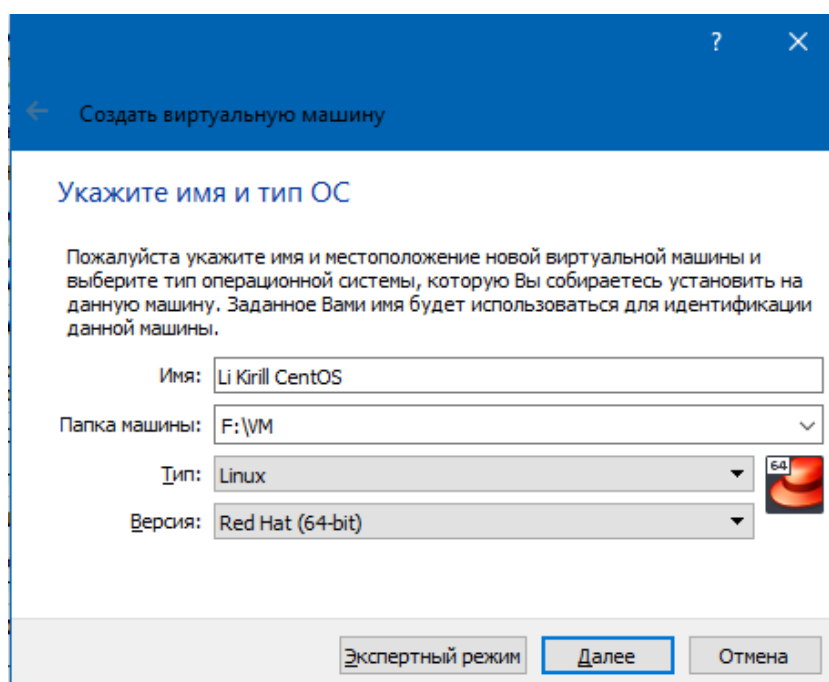 ?
Создать виртуальную машину
Укажите имя и тип ОС
Пожалуйста укажите имя и местоположение новой виртуальной машины и
выберите тип операционной системы, которую Вы собираетесь установить на
данную машину. Заданное Вами имя будет использоваться для идентификации
данной машины.
Имя: Li Kirill CentOS
Папка машины: F:\VM
Тип: Linux
64
Версия: Red Hat (64-bit)
Экспертный режим Далее Отмена